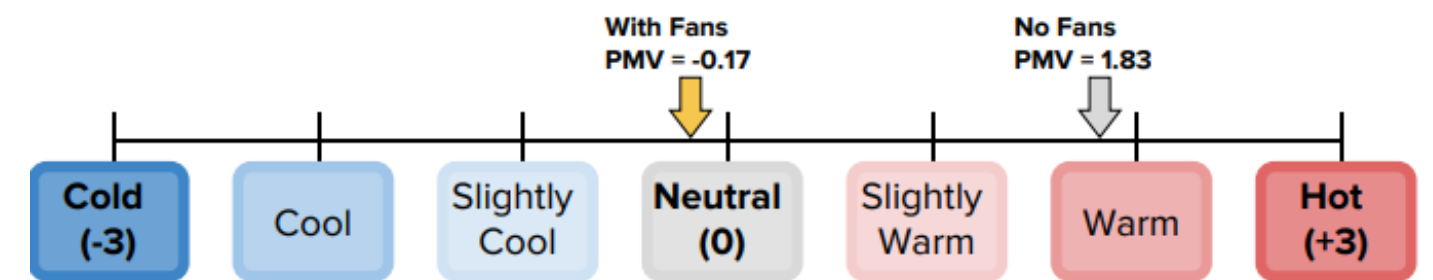 With Fans
PMV = -0.17
No Fans
PMV = 1.83
Cold
(-3)
Cool
Slightly
Cool
Neutral
(0)
Slightly
Warm
Warm
Hot
(+3)